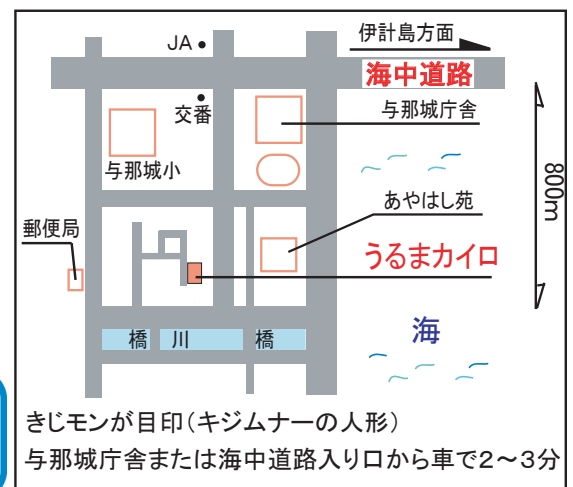 伊計島方面
JA
海中道路
交番
与那城庁舎
与那城小
800m
あやはし苑
郵便局
うるまカイロ
海
橋 川 橋
きじモンが目印(キジムナーの人形)
与那城庁舎または海中道路入り口から車で2～3分